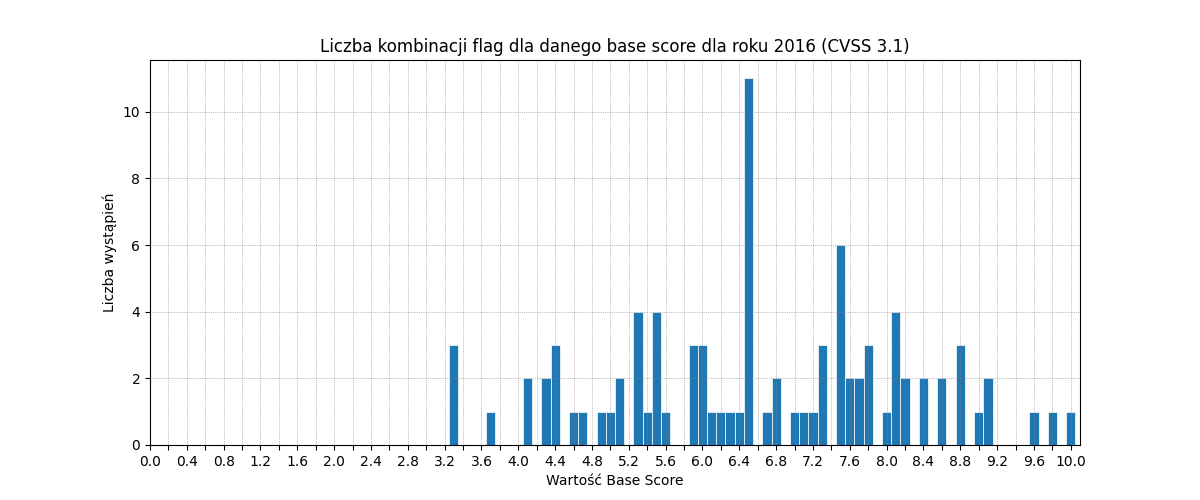 Liczba kombinacji flag dla danego base score dla roku 2016 (CVSS 3.1)
10
8
6
4
2
0
Liczba wystąpień
0.0 0.4 0.8 1.2 1.6 2.0 2.4 2.8 3.2 3.6 4.0 4.4 4.8 5.2 5.6 6.0 6.4 6.8 7.2 7.6 8.0 8.4 8.8 9.2 9.6 10.0
Wartość Base Score